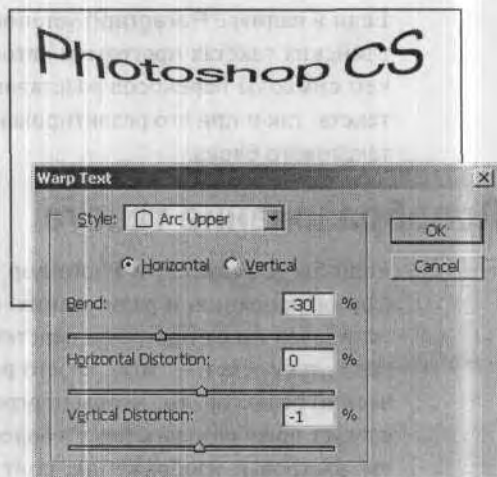 Photoshop CS
Warp Text
Style: Arc Upper
OK
Horizontal Vertical
Cancel
Bend: -30 %
Horizontal Distortion: 0 %
Vertical Distortion: -1 %